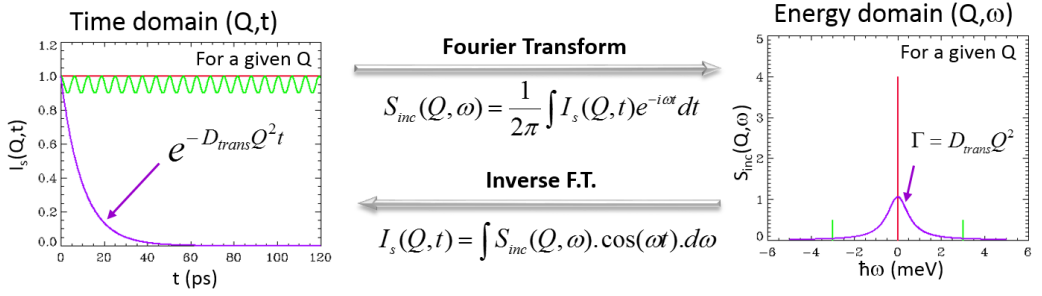 Time domain (Q,t)
1.2
1.0
0.8
0.6
0.4
0.2
0.0
I_s(Q,t)
For a given Q
e^{-D_{trans}Q^2t}
0 20 40 60 80 100 120
t (ps)
Fourier Transform
S_{inc}(Q,ω) = \frac{1}{2π} ∫ I_s(Q,t)e^{-iωt}dt
Inverse F.T.
I_s(Q,t) = ∫ S_{inc}(Q,ω).cos(ωt).dω
Energy domain (Q,ω)
5
4
3
2
1
0
S_{inc}(Q,ω)
For a given Q
Γ = D_{trans}Q^2
-6 -4 -2 0 2 4 6
ħω (meV)